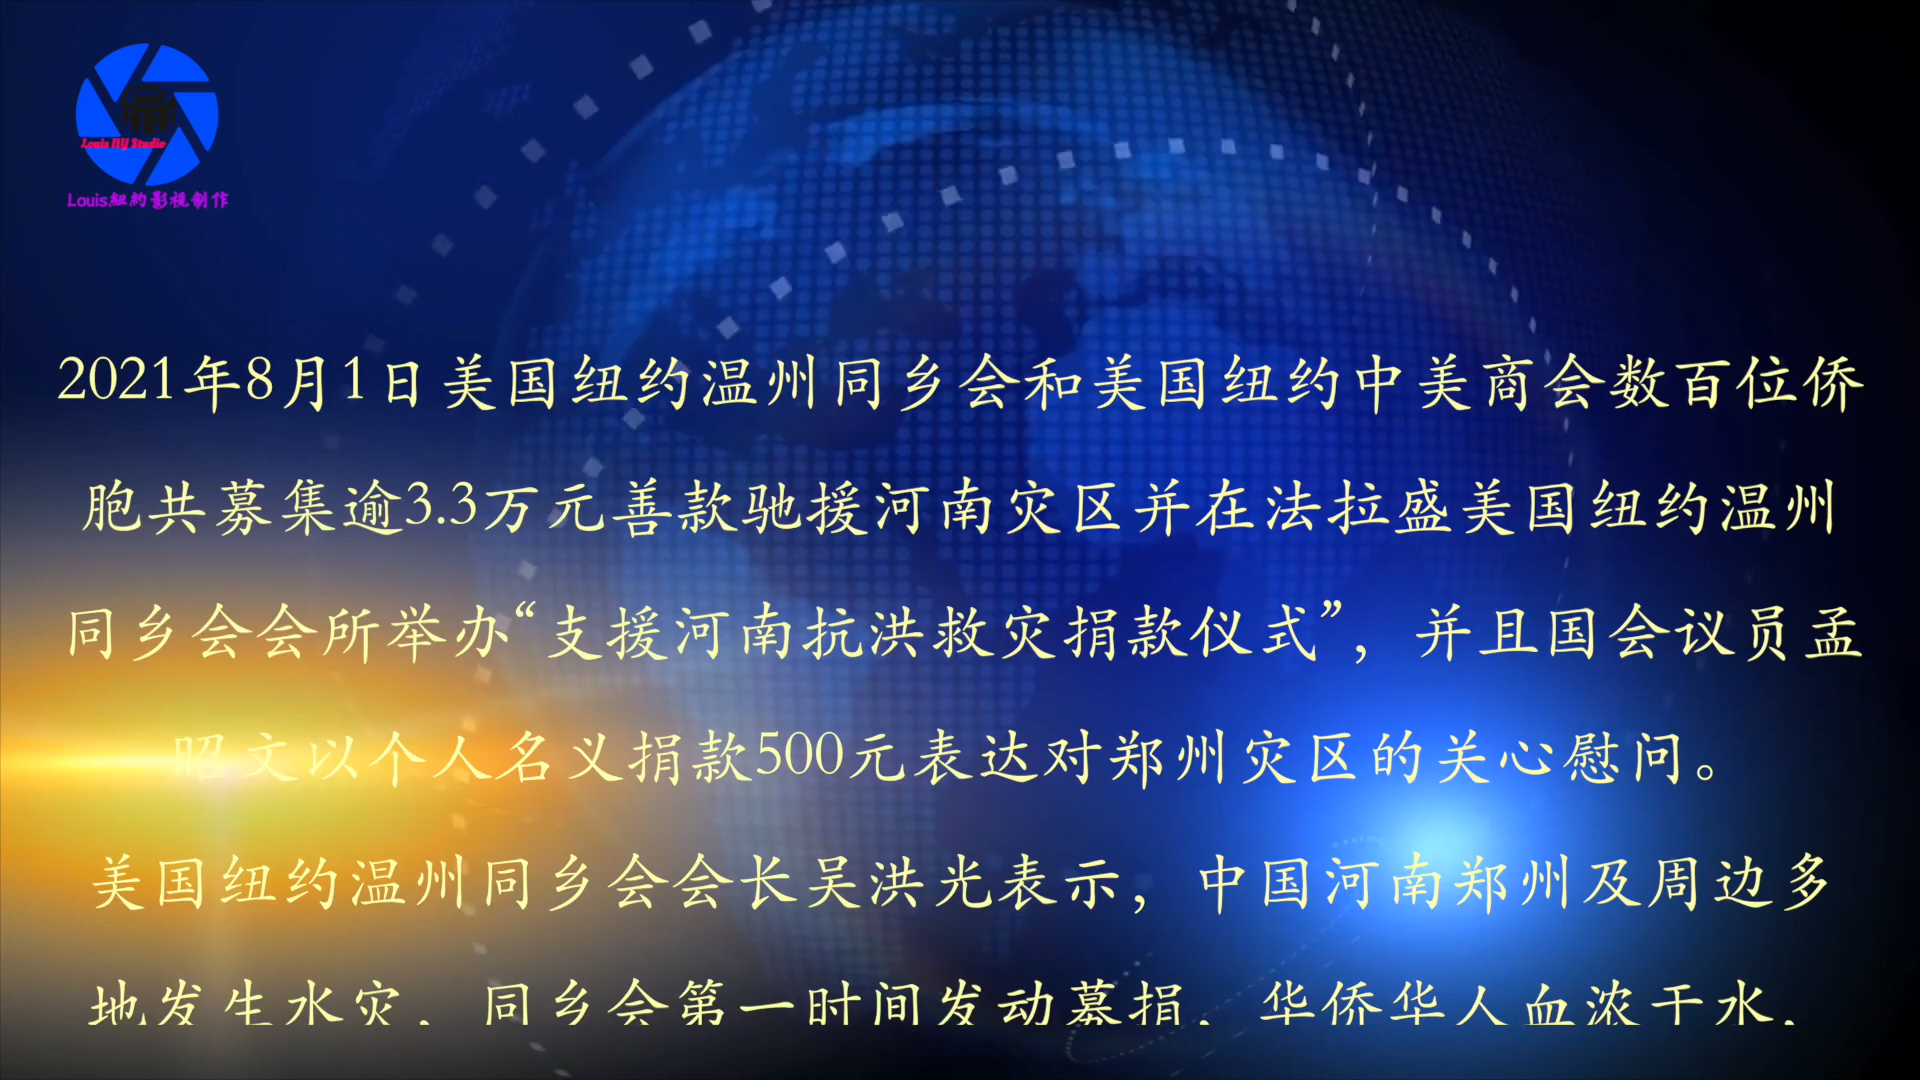 Louis NY Studio
Louis紐約影视制作
2021年8月1日美国纽约温州同乡会和美国纽约中美商会数百位侨
胞共募集逾3.3万元善款驰援河南灾区并在法拉盛美国纽约温州
同乡会会所举办“支援河南抗洪救灾捐款仪式”，并且国会议员孟
昭文以个人名义捐款500元表达对郑州灾区的关心慰问。
美国纽约温州同乡会会长吴洪光表示，中国河南郑州及周边多
地发生水灾，同乡会第一时间发动募捐，华侨华人血浓于水，